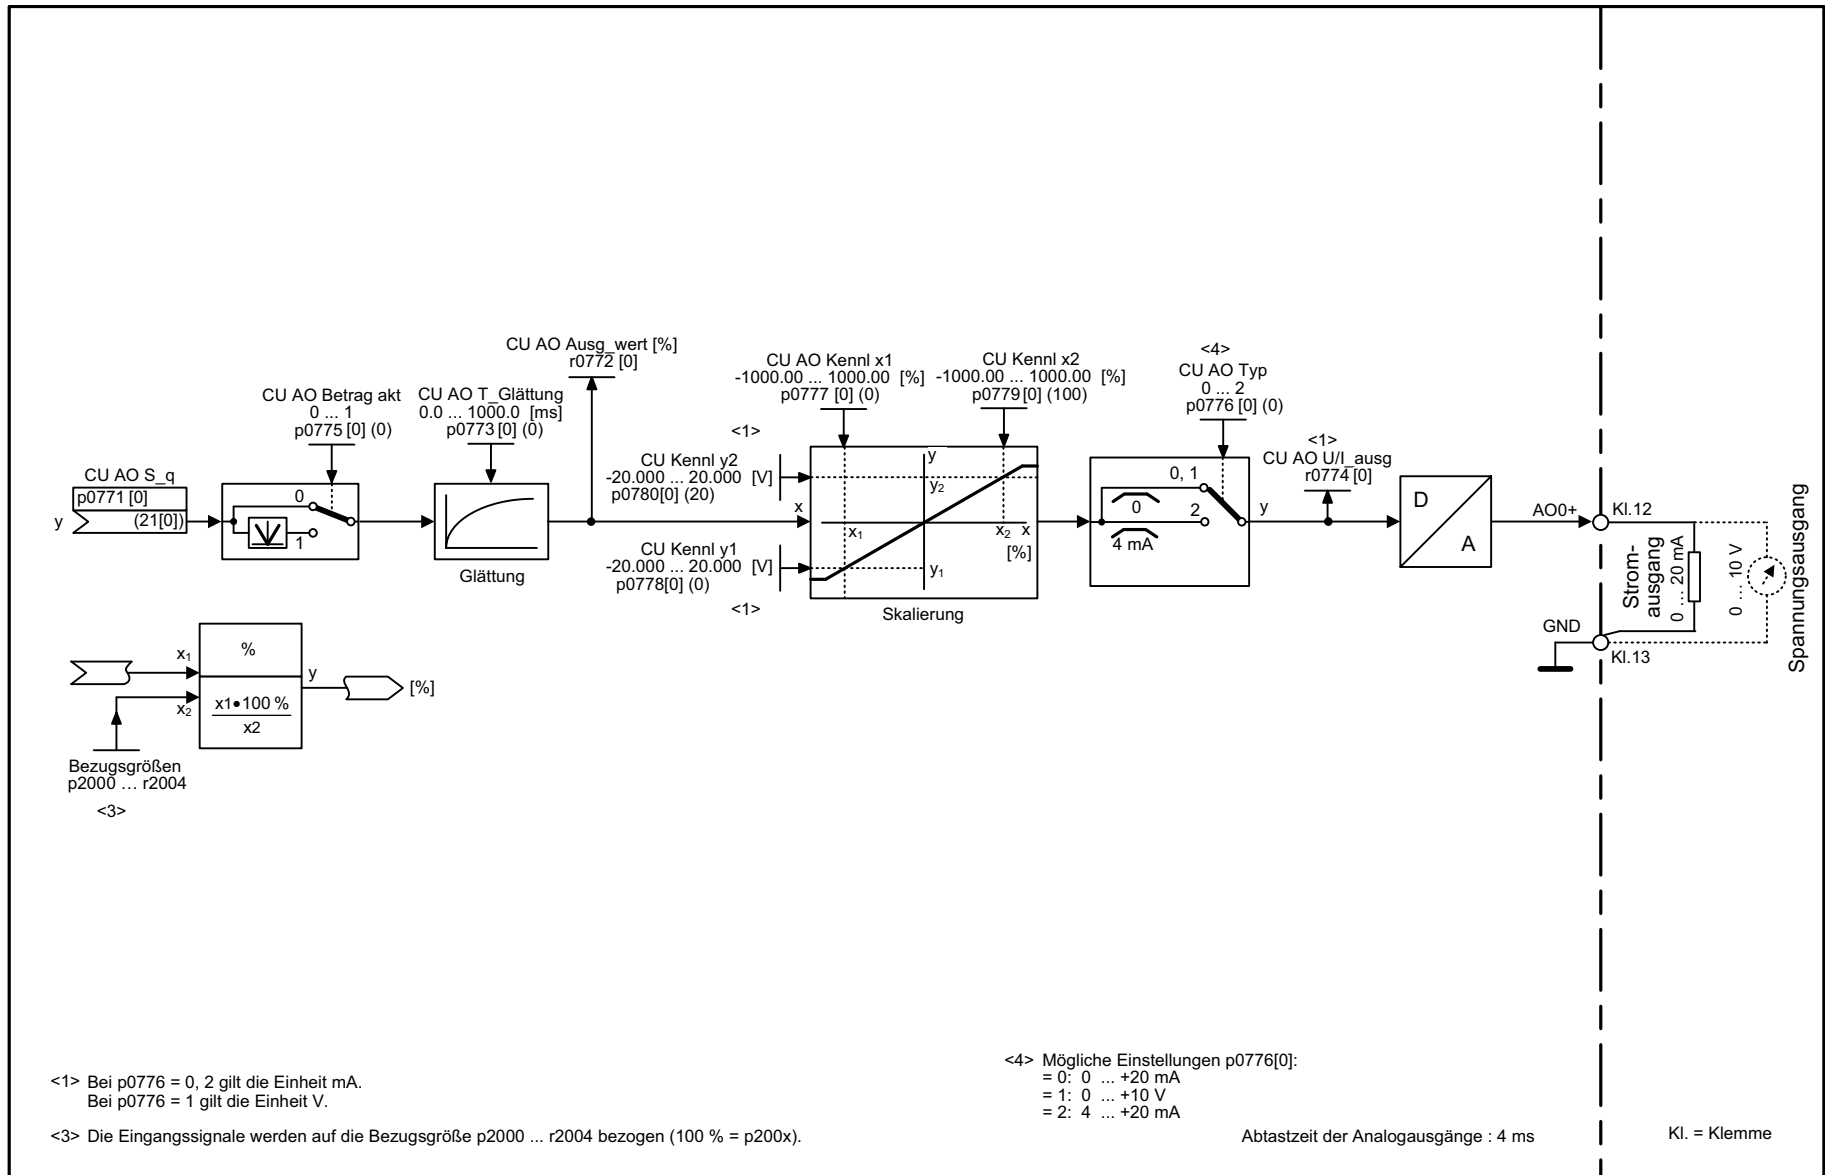 CU AO Ausg_wert [%]
r0772 [0]
CU AO Betrag akt
0 ... 1
p0775 [0] (0)
CU AO T_Glättung
0.0 ... 1000.0 [ms]
p0773 [0] (0)
CU AO Kennl x1
-1000.00 ... 1000.00 [%]
p0777 [0] (0)
CU Kennl x2
-1000.00 ... 1000.00 [%]
p0779 [0] (100)
<4>
CU AO Typ
0 ... 2
p0776 [0] (0)
<1>
CU AO U/I_ausg
r0774 [0]
<1>
CU Kennl y2
-20.000 ... 20.000 [V]
p0780[0] (20)
CU AO S_q
p0771 [0]
y
(21[0])
0
1
Glättung
x
y
y2
x1
x2
x
[%]
y1
Skalierung
CU Kennl y1
-20.000 ... 20.000 [V]
p0778[0] (0)
<1>
0, 1
0
2
4 mA
y
D
A
AO0+
Kl.12
Strom-
ausgang
0 ... 20 mA
0 ... 10 V
Spannungsausgang
GND
Kl.13
x1
%
y
[%]
x2
x1•100 %
x2
Bezugsgrößen
p2000 ... r2004
<3>
<1> Bei p0776 = 0, 2 gilt die Einheit mA.
Bei p0776 = 1 gilt die Einheit V.
<3> Die Eingangssignale werden auf die Bezugsgröße p2000 ... r2004 bezogen (100 % = p200x).
<4> Mögliche Einstellungen p0776[0]:
= 0: 0 ... +20 mA
= 1: 0 ... +10 V
= 2: 4 ... +20 mA
Abtastzeit der Analogausgänge : 4 ms
Kl. = Klemme